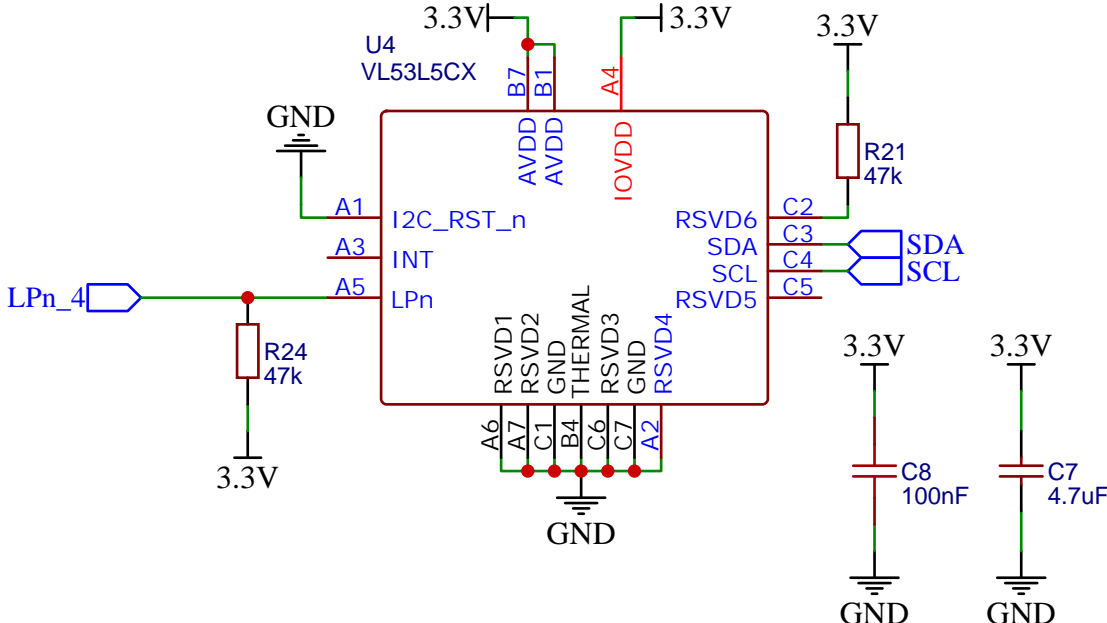 3.3V
3.3V
3.3V
U4
VL53L5CX
B7
B1
A4
GND
AVDD
AVDD
IOVDD
R21
47k
A1
I2C_RST_n
RSVD6
C2
A3
INT
SDA
C3
SDA
SCL
C4
SCL
LPn_4
A5
LPn
RSVD5
C5
R24
47k
3.3V
RSVD1
RSVD2
GND
THERMAL
RSVD3
GND
RSVD4
A6
A7
C1
B4
C6
C7
A2
GND
3.3V
3.3V
C8
100nF
C7
4.7uF
GND
GND